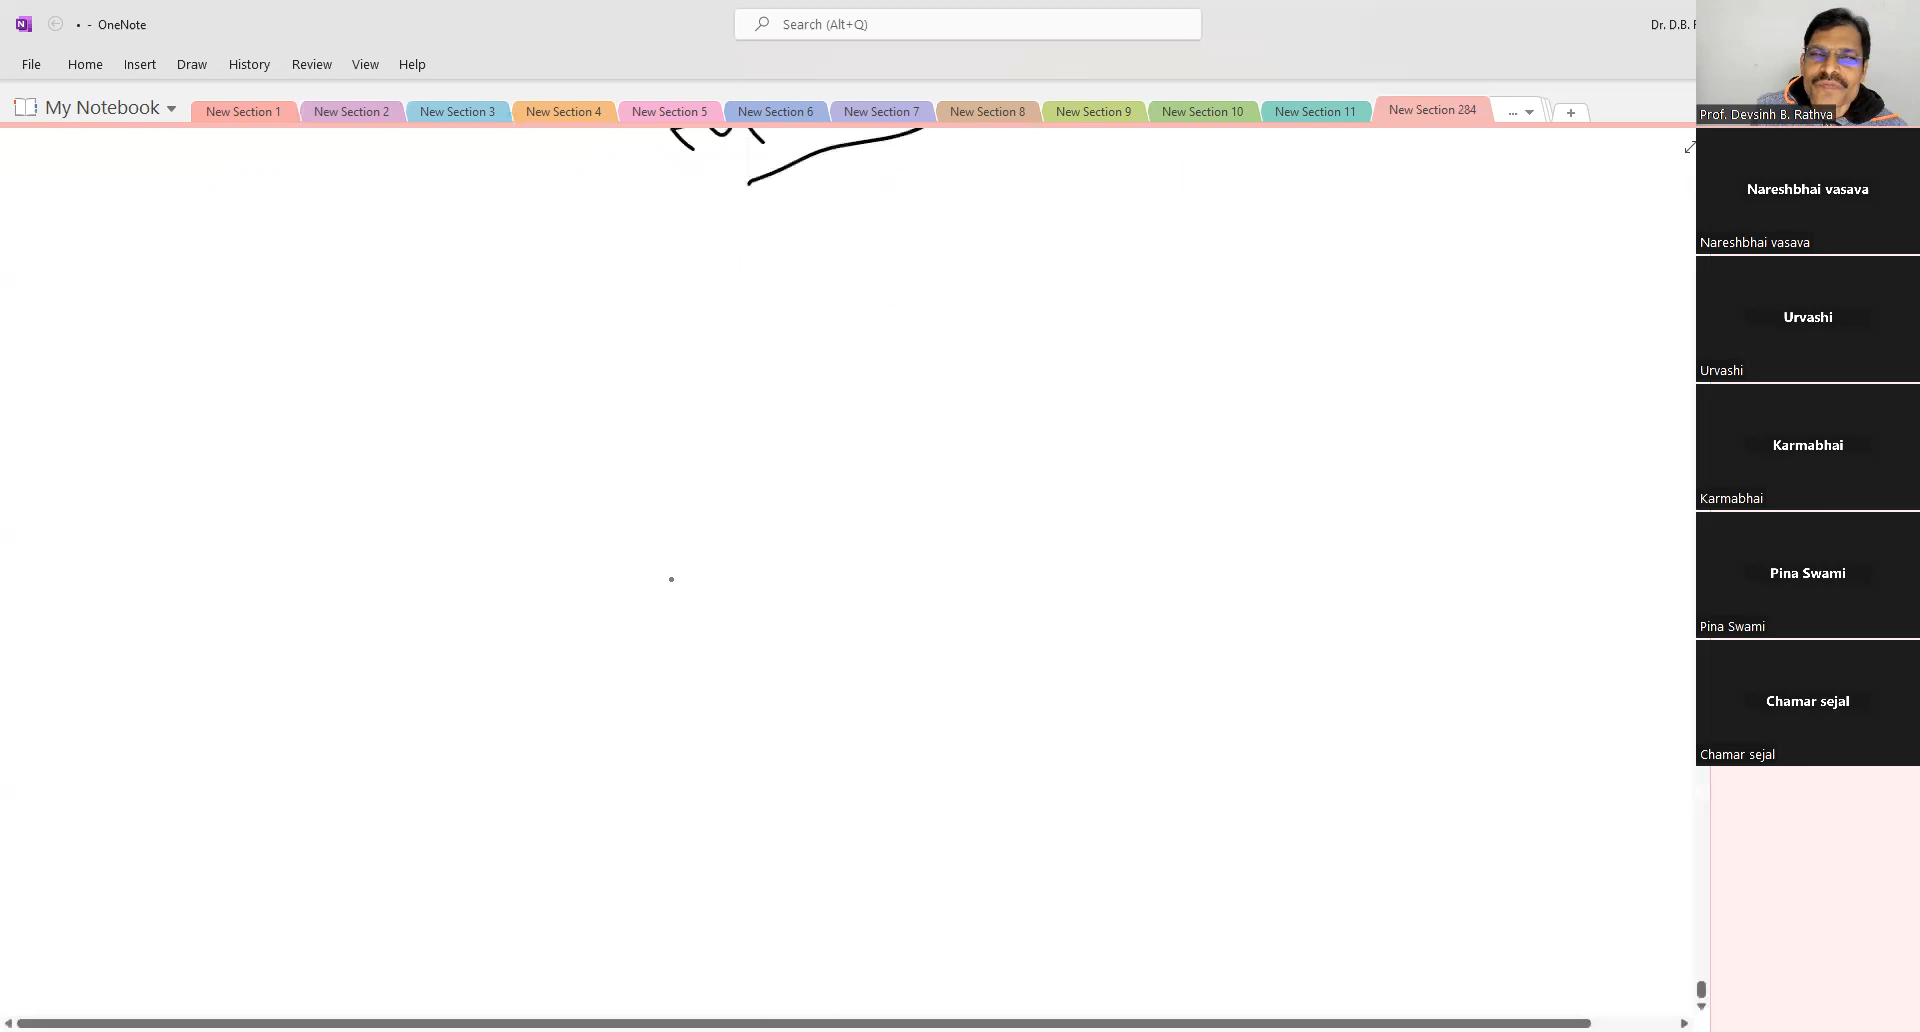 • - OneNote
Search (Alt+Q)
Dr. D.B.
File Home Insert Draw History Review View Help
My Notebook
New Section 1
New Section 2
New Section 3
New Section 4
New Section 5
New Section 6
New Section 7
New Section 8
New Section 9
New Section 10
New Section 11
New Section 284
...
Prof. Devsinh B. Rathva
Nareshbhai vasava
Nareshbhai vasava
Urvashi
Urvashi
Karmabhai
Karmabhai
Pina Swami
Pina Swami
Chamar sejal
Chamar sejal